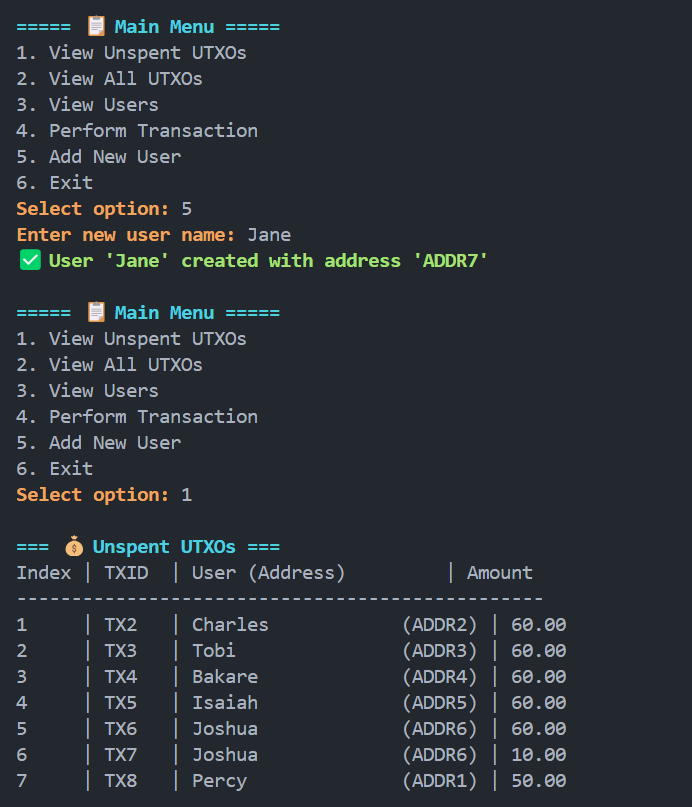 ===== 📋 Main Menu =====
1. View Unspent UTXOs
2. View All UTXOs
3. View Users
4. Perform Transaction
5. Add New User
6. Exit
Select option: 5
Enter new user name: Jane
✅ User 'Jane' created with address 'ADDR7'
===== 📋 Main Menu =====
1. View Unspent UTXOs
2. View All UTXOs
3. View Users
4. Perform Transaction
5. Add New User
6. Exit
Select option: 1
=== 💰 Unspent UTXOs ===
Index | TXID  | User (Address)         | Amount
------------------------------------------------
1     | TX2   | Charles            (ADDR2) | 60.00
2     | TX3   | Tobi               (ADDR3) | 60.00
3     | TX4   | Bakare             (ADDR4) | 60.00
4     | TX5   | Isaiah             (ADDR5) | 60.00
5     | TX6   | Joshua             (ADDR6) | 60.00
6     | TX7   | Joshua             (ADDR6) | 10.00
7     | TX8   | Percy              (ADDR1) | 50.00